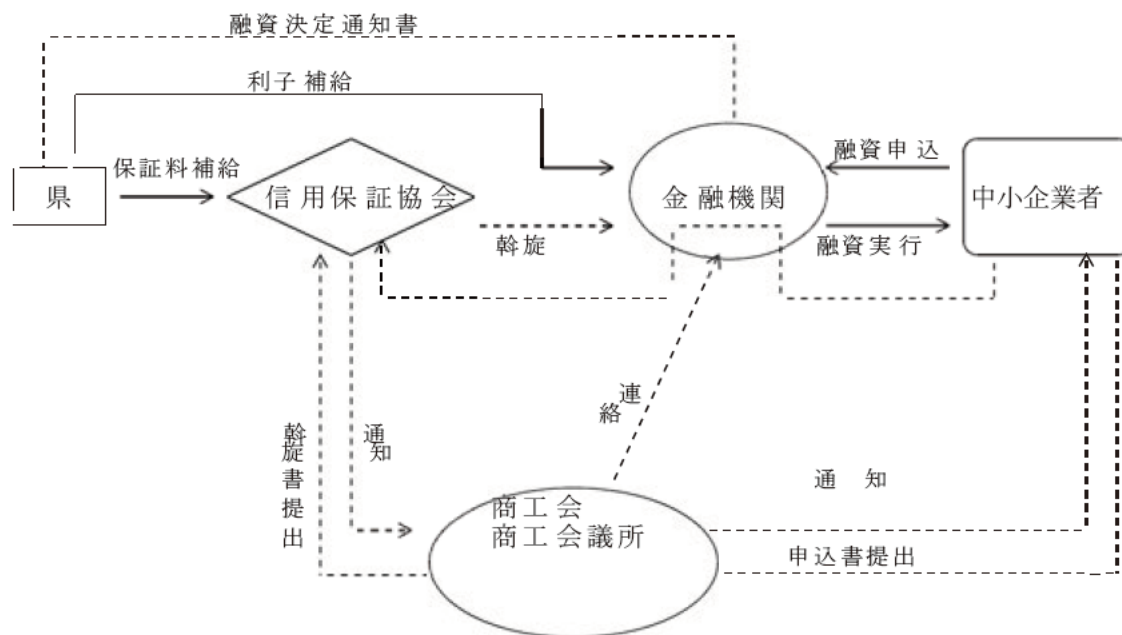 融資決定通知書
利子補給
保証料補給
融資申込
県
信用保証協会
金融機関
中小企業者
斡旋
融資実行
連絡
斡旋書提出
通知
通 知
商工会
商工会議所
申込書提出